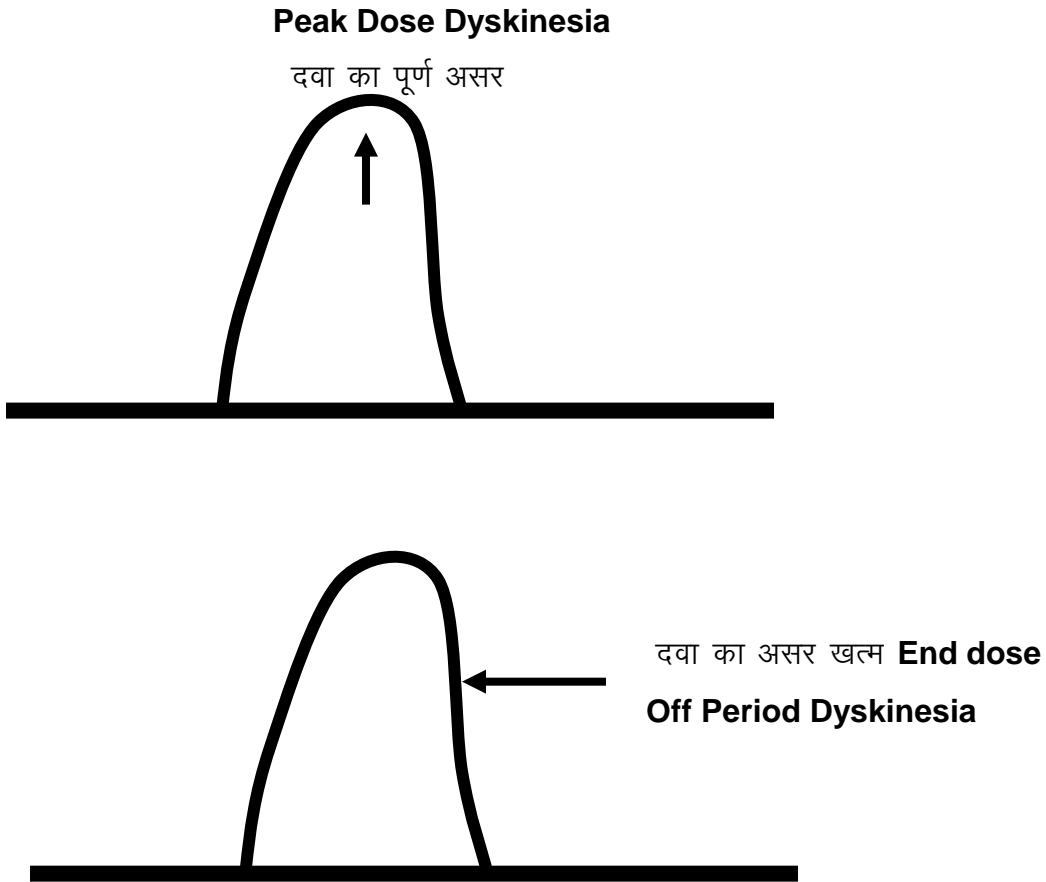 Peak Dose Dyskinesia
दवा का पूर्ण असर
दवा का असर खत्म End dose
Off Period Dyskinesia